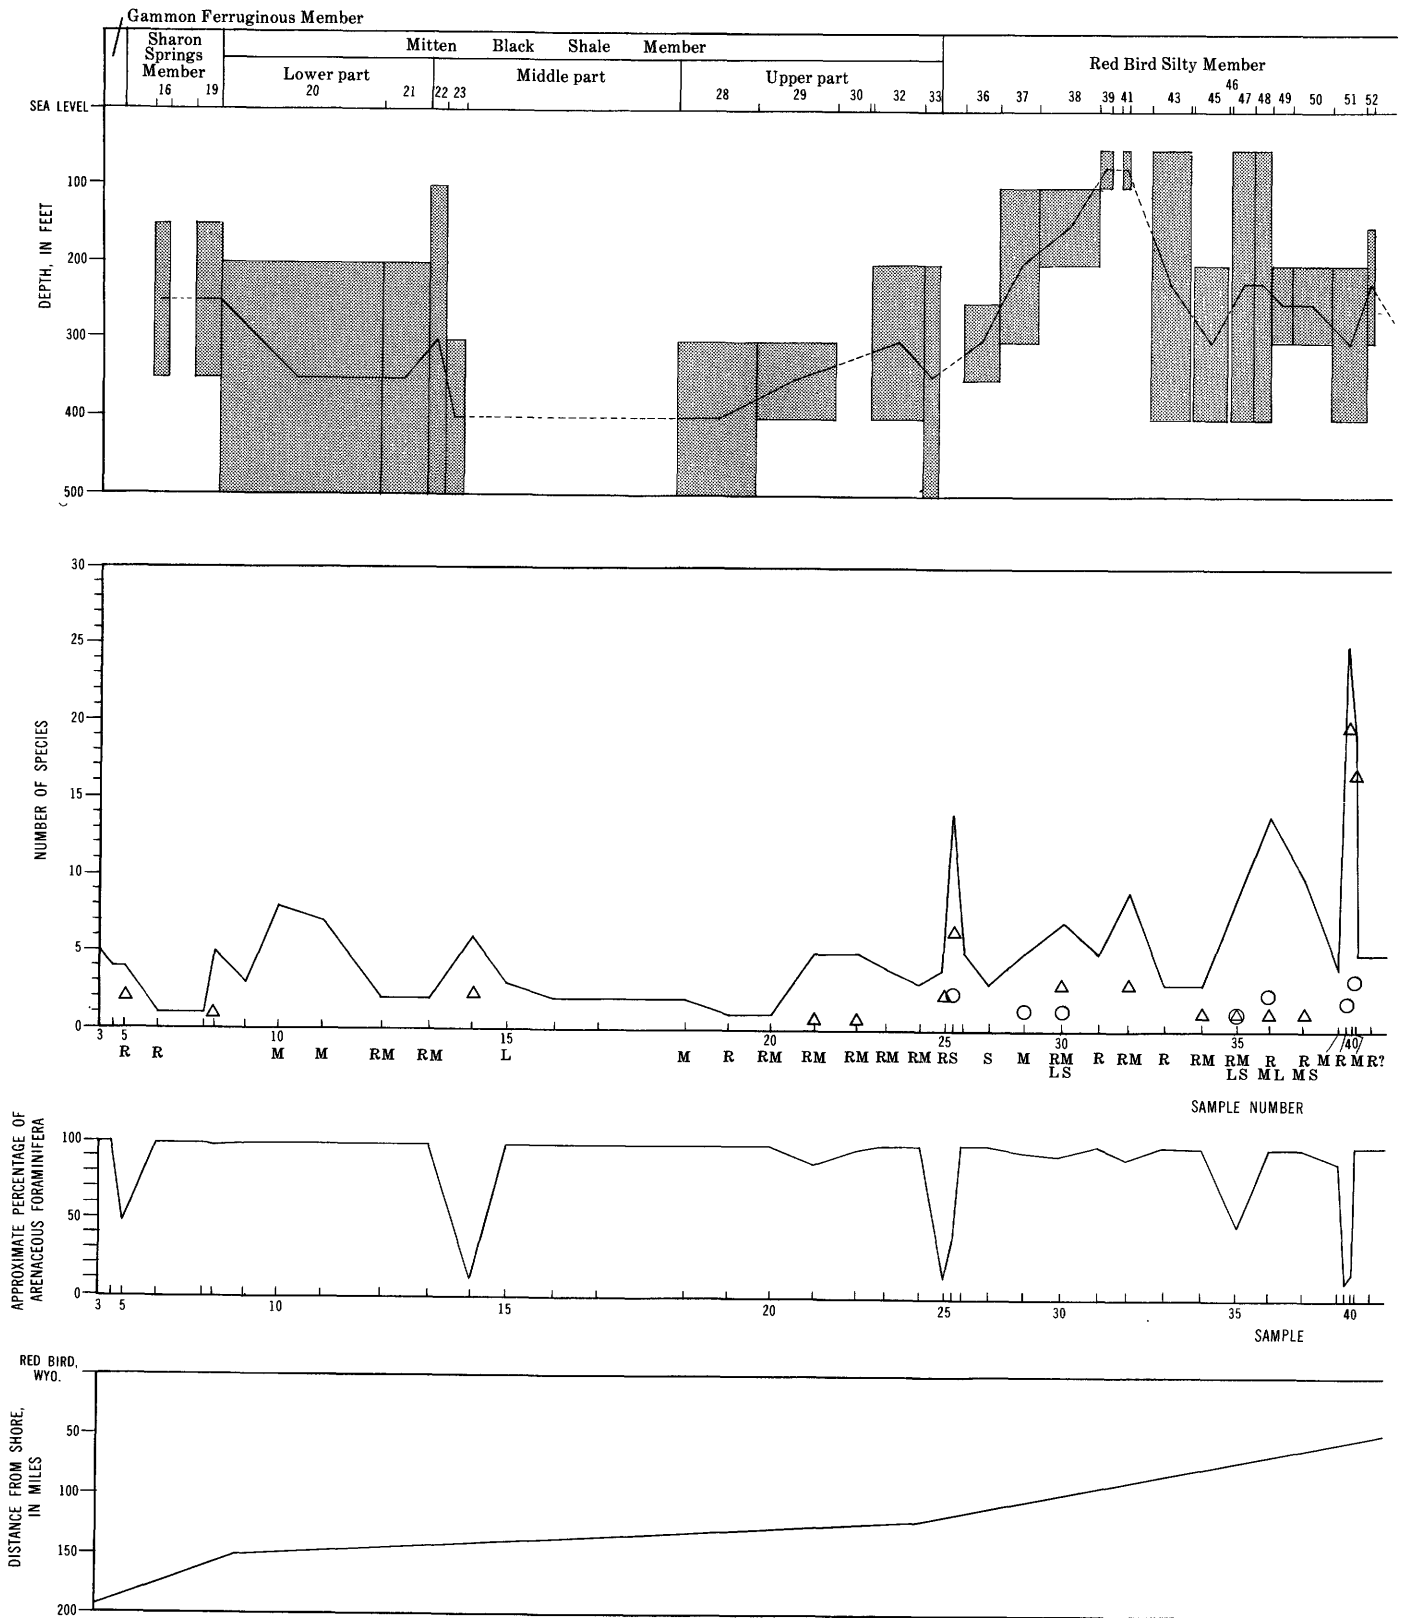 Gammon Ferruginous Member
Sharon
Springs
Member
Mitten Black Shale Member
Red Bird Silty Member
Lower part
Middle part
Upper part
SEA LEVEL
16 19 20 21 22 23 28 29 30 32 33 36 37 38 39 41 43 45 46 47 48 49 50 51 52
100
200
300
400
500
DEPTH, IN FEET
30
25
20
15
10
5
0
NUMBER OF SPECIES
3 5 10 15 20 25 30 35 40
R R M M RM RM L M R RM RM RM RM RM RS S M RM R RM R RM RM R R M R M R?
LS LS ML MS
SAMPLE NUMBER
APPROXIMATE PERCENTAGE OF
ARENACEOUS FORAMINIFERA
100
50
0
3 5 10 15 20 25 30 35 40
SAMPLE
RED BIRD,
WYO.
50
100
150
200
DISTANCE FROM SHORE,
IN MILES